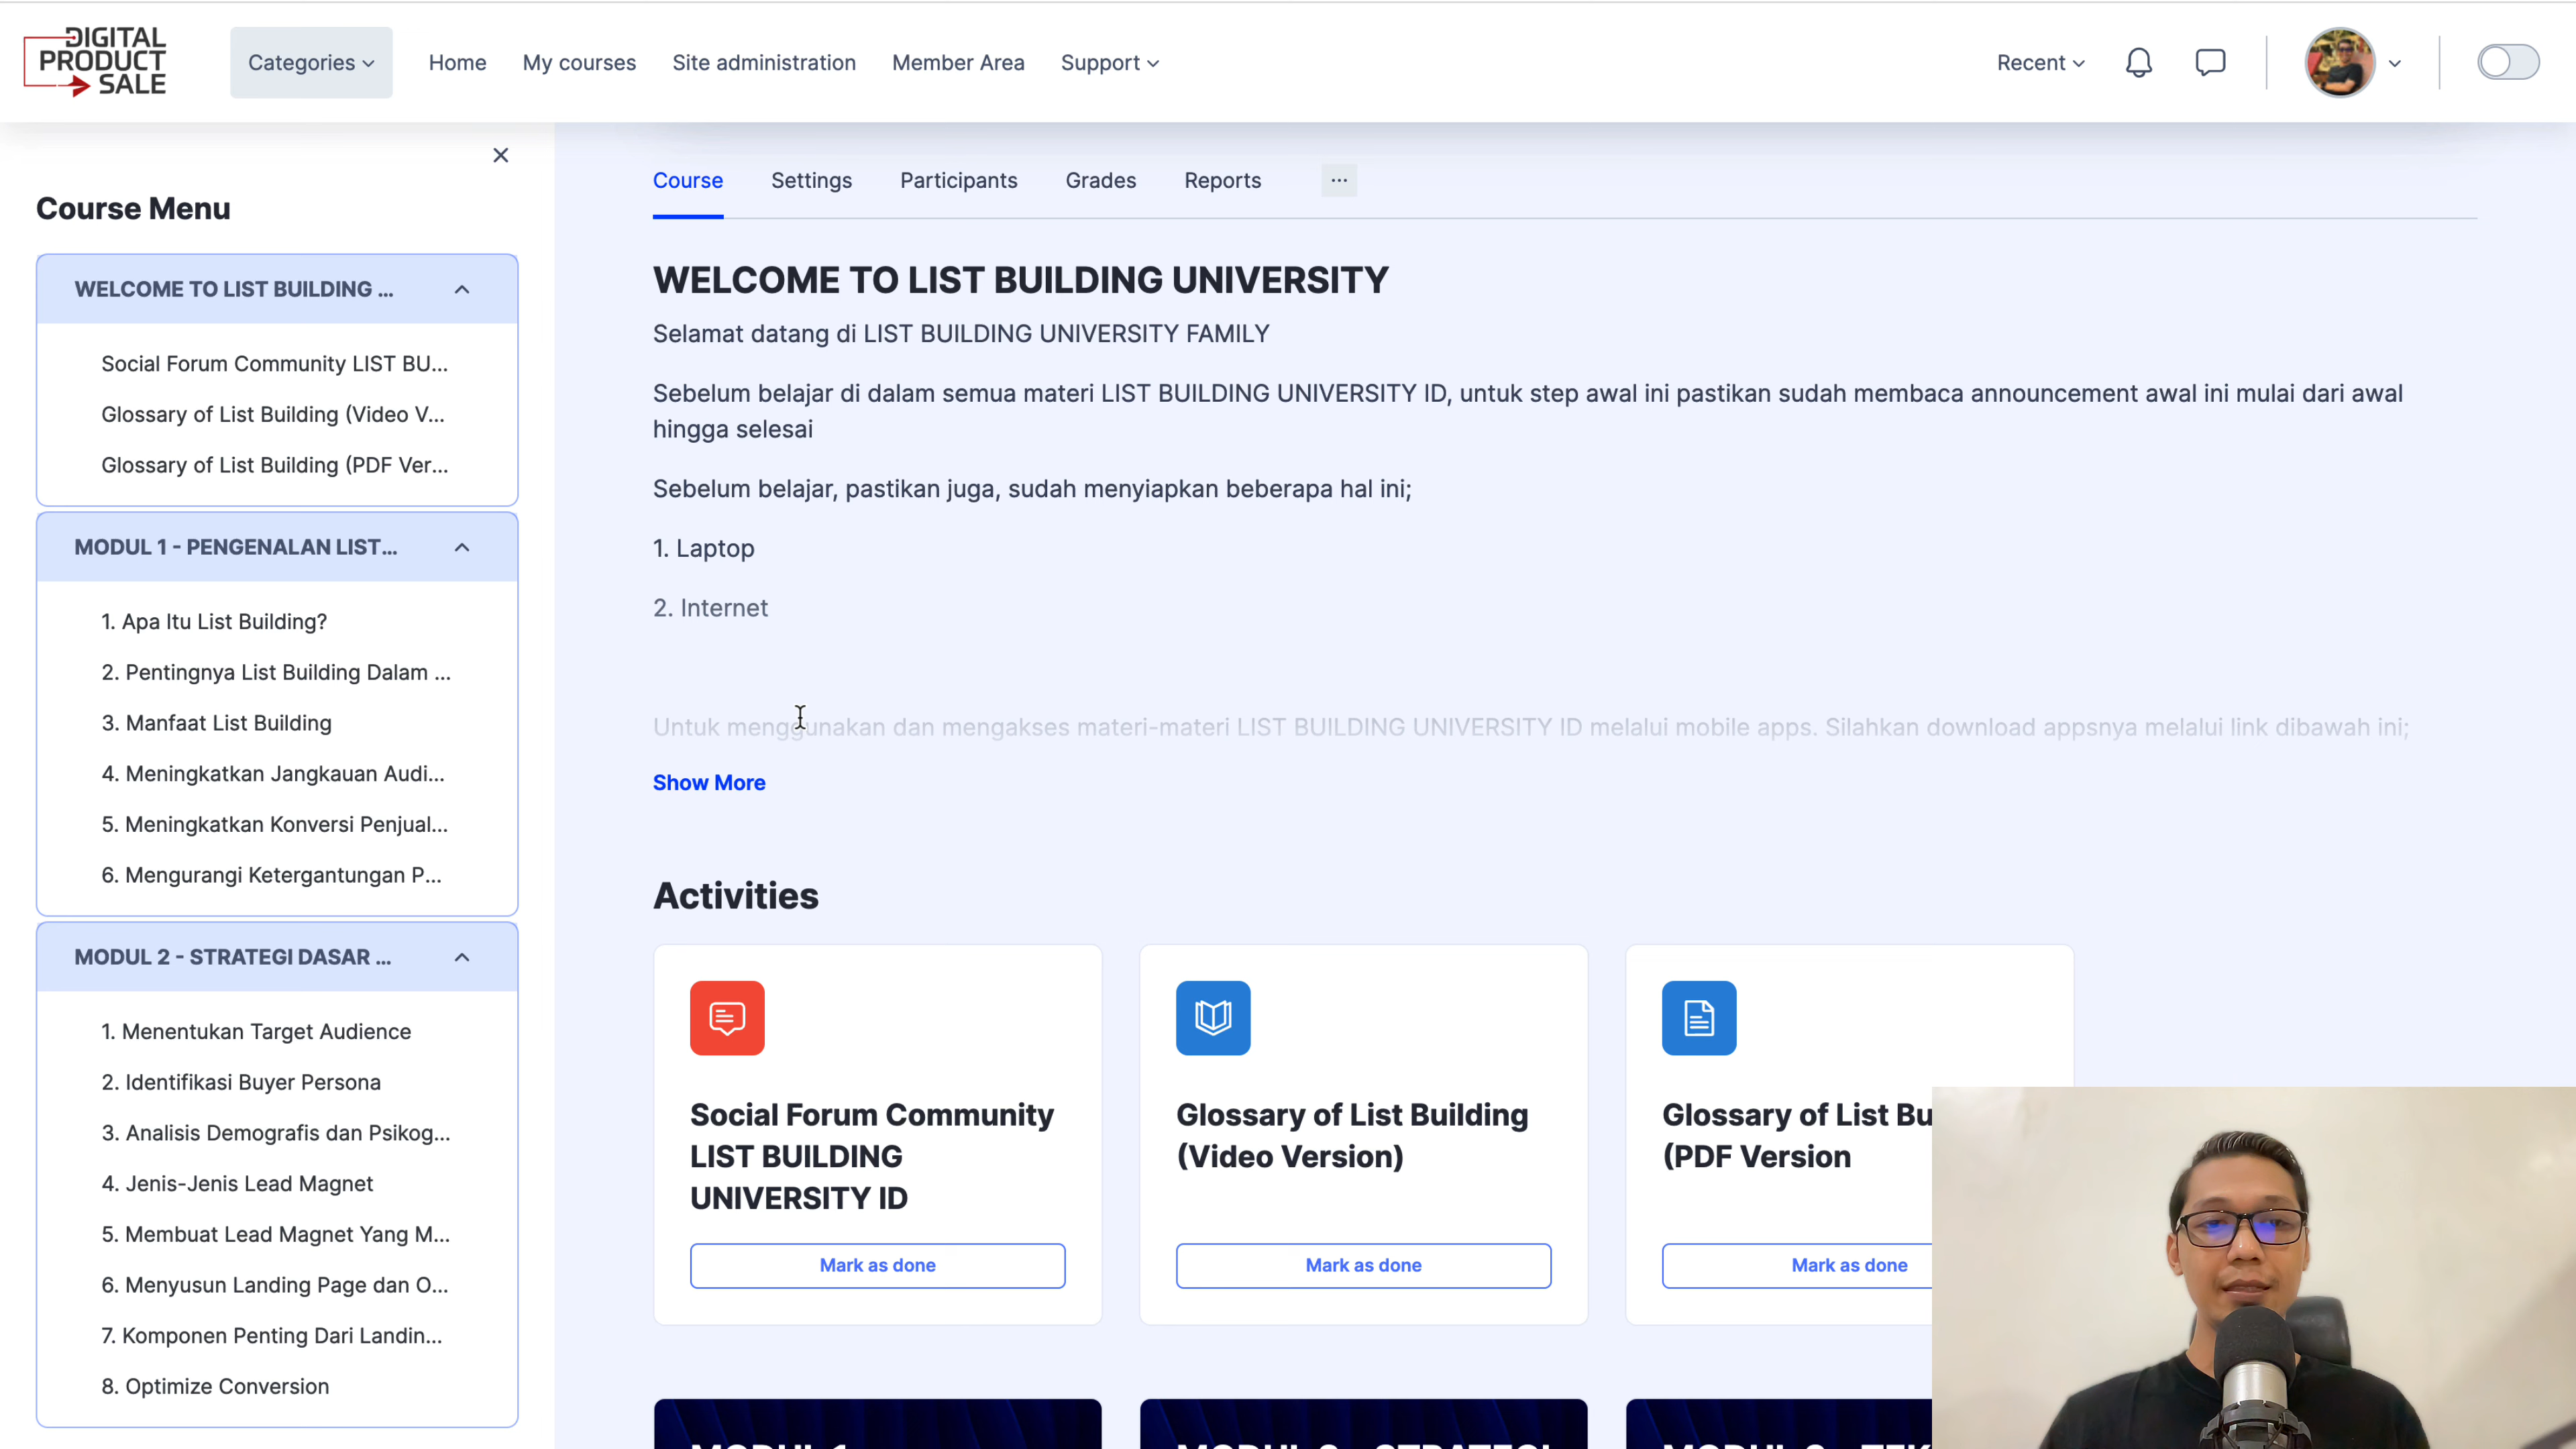 DIGITAL
PRODUCT
SALE
Categories
Home
My courses
Site administration
Member Area
Support
Recent
Course Menu
WELCOME TO LIST BUILDING ...
Social Forum Community LIST BU...
Glossary of List Building (Video V...
Glossary of List Building (PDF Ver...
MODUL 1 - PENGENALAN LIST...
1. Apa Itu List Building?
2. Pentingnya List Building Dalam ...
3. Manfaat List Building
4. Meningkatkan Jangkauan Audi...
5. Meningkatkan Konversi Penjual...
6. Mengurangi Ketergantungan P...
MODUL 2 - STRATEGI DASAR ...
1. Menentukan Target Audience
2. Identifikasi Buyer Persona
3. Analisis Demografis dan Psikog...
4. Jenis-Jenis Lead Magnet
5. Membuat Lead Magnet Yang M...
6. Menyusun Landing Page dan O...
7. Komponen Penting Dari Landin...
8. Optimize Conversion
Course
Settings
Participants
Grades
Reports
...
WELCOME TO LIST BUILDING UNIVERSITY
Selamat datang di LIST BUILDING UNIVERSITY FAMILY
Sebelum belajar di dalam semua materi LIST BUILDING UNIVERSITY ID, untuk step awal ini pastikan sudah membaca announcement awal ini mulai dari awal
hingga selesai
Sebelum belajar, pastikan juga, sudah menyiapkan beberapa hal ini;
1. Laptop
2. Internet
Untuk menggunakan dan mengakses materi-materi LIST BUILDING UNIVERSITY ID melalui mobile apps. Silahkan download appsnya melalui link dibawah ini;
Show More
Activities
Social Forum Community
LIST BUILDING
UNIVERSITY ID
Mark as done
Glossary of List Building
(Video Version)
Mark as done
Glossary of List Bu
(PDF Version
Mark as done
MODUL 1